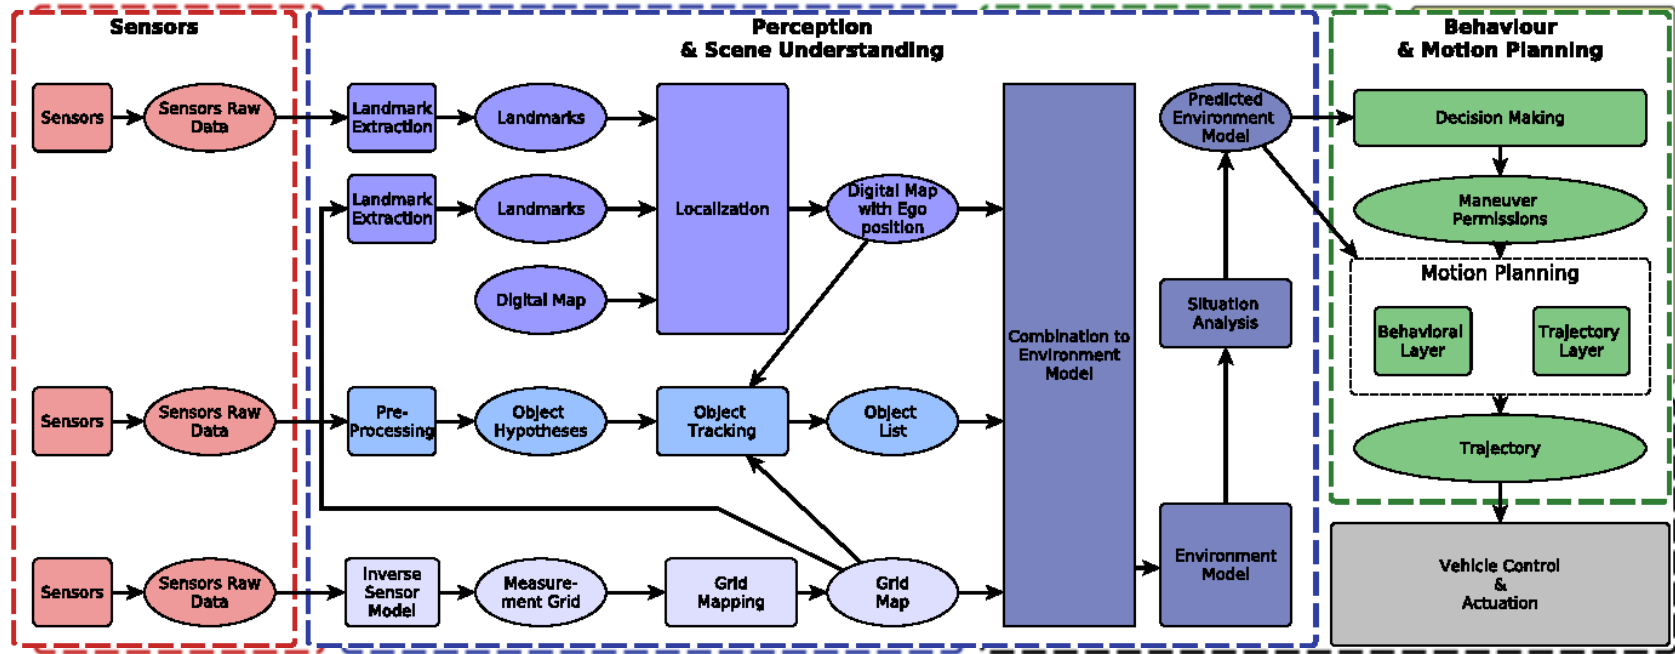 Sensors
Perception
& Scene Understanding
Behaviour
& Motion Planning
Sensors
Sensors Raw
Data
Landmark
Extraction
Landmarks
Landmark
Extraction
Landmarks
Digital Map
Localization
Digital Map
with Ego
position
Sensors
Sensors Raw
Data
Pre-
Processing
Object
Hypotheses
Object
Tracking
Object
List
Sensors
Sensors Raw
Data
Inverse
Sensor
Model
Measure-
ment Grid
Grid
Mapping
Grid
Map
Combination to
Environment
Model
Predicted
Environment
Model
Situation
Analysis
Environment
Model
Decision Making
Maneuver
Permissions
Motion Planning
Behavioral
Layer
Trajectory
Layer
Trajectory
Vehicle Control
&
Actuation